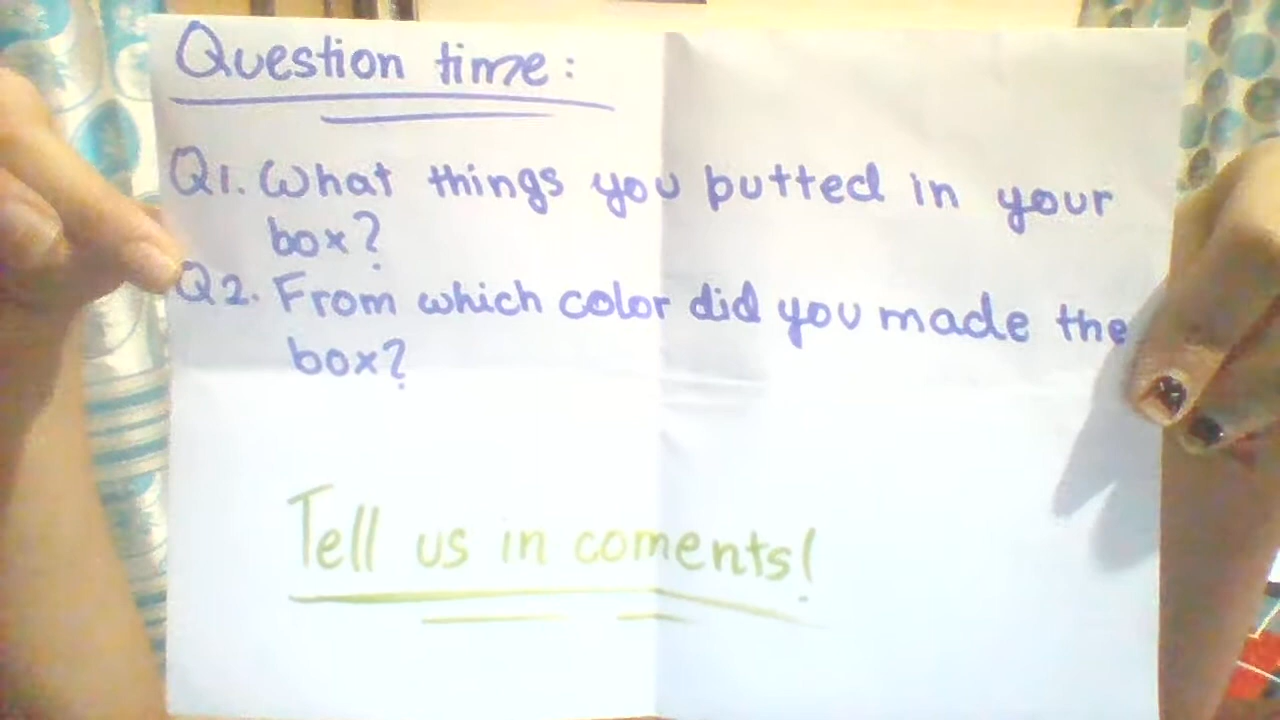 Question time:
Q1. What things you butted in your
box?
Q2. From which color did you made the
box?
Tell us in coments!